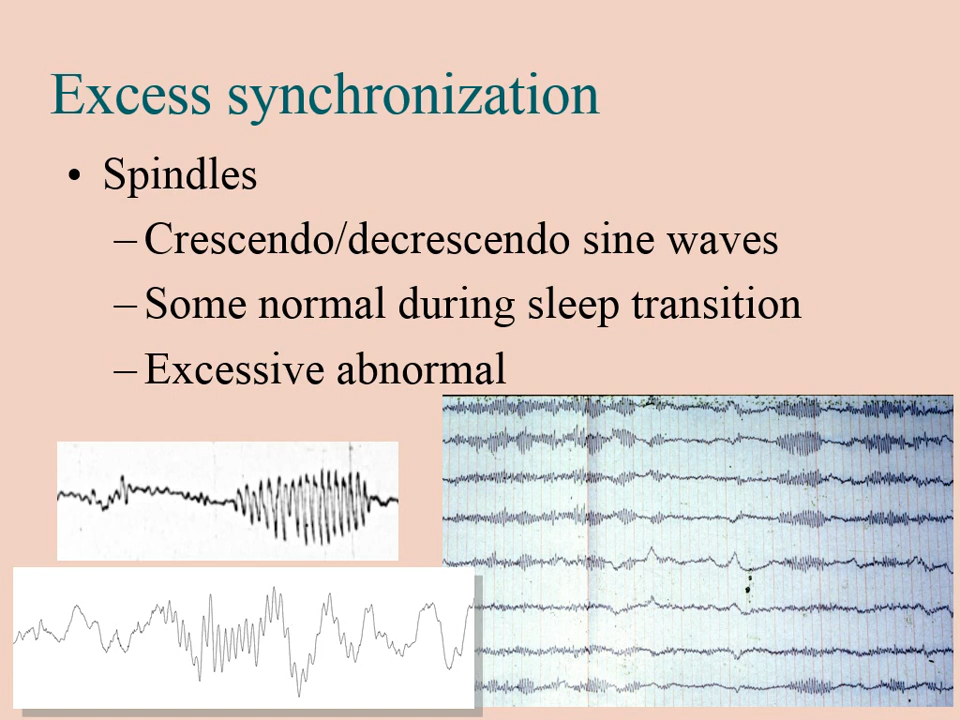 Excess synchronization
• Spindles
– Crescendo/decrescendo sine waves
– Some normal during sleep transition
– Excessive abnormal